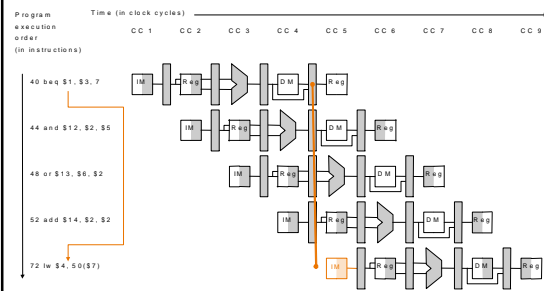 Program
execution
order
(in instructions)
Time (in clock cycles)
CC 1 CC 2 CC 3 CC 4 CC 5 CC 6 CC 7 CC 8 CC 9
40 beq $1, $3, 7
IM Reg DM Reg
44 and $12, $2, $5
IM Reg DM Reg
48 or $13, $6, $2
IM Reg DM Reg
52 add $14, $2, $2
IM Reg DM Reg
72 lw $4, 50($7)
IM Reg DM Reg